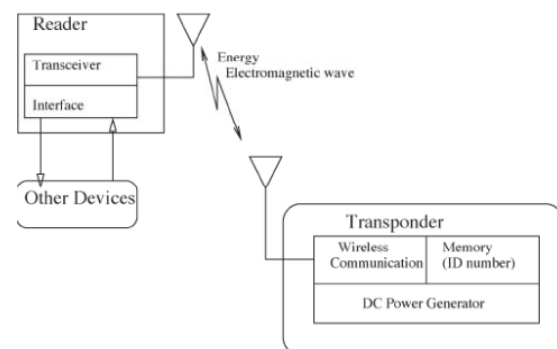 Reader
Transceiver
Interface
Other Devices
Energy
Electromagnetic wave
Transponder
Wireless
Communication
Memory
(ID number)
DC Power Generator